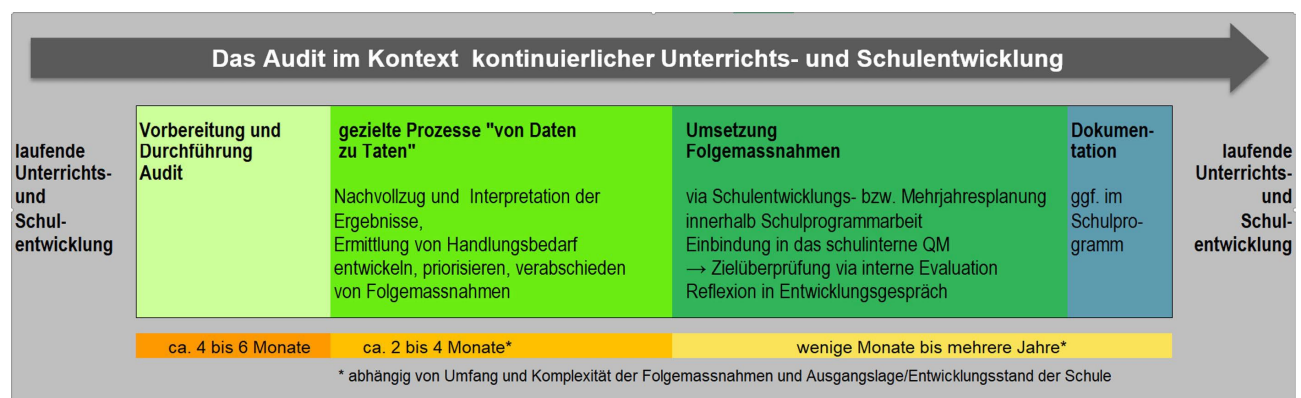 Das Audit im Kontext kontinuierlicher Unterrichts- und Schulentwicklung
laufende
Unterrichts-
und
Schul-
entwicklung
Vorbereitung und
Durchführung
Audit
gezielte Prozesse "von Daten
zu Taten"
Nachvollzug und Interpretation der
Ergebnisse,
Ermittlung von Handlungsbedarf
entwickeln, priorisieren, verabschieden
von Folgemassnahmen
Umsetzung
Folgemassnahmen
via Schulentwicklungs- bzw. Mehrjahresplanung
innerhalb Schulprogrammarbeit
Einbindung in das schulinterne QM
→ Zielüberprüfung via interne Evaluation
Reflexion in Entwicklungsgespräch
Dokumen-
tation
ggf. im
Schulpro-
gramm
laufende
Unterrichts-
und
Schul-
entwicklung
ca. 4 bis 6 Monate
ca. 2 bis 4 Monate*
wenige Monate bis mehrere Jahre*
* abhängig von Umfang und Komplexität der Folgemassnahmen und Ausgangslage/Entwicklungsstand der Schule